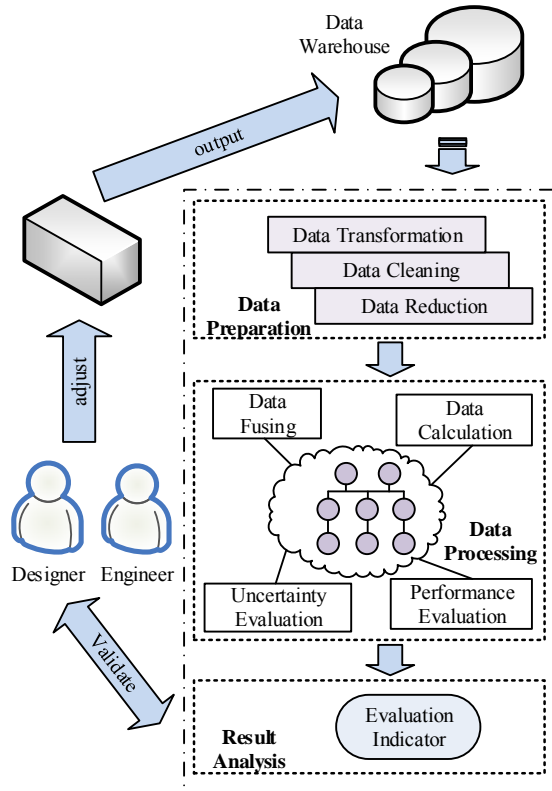 Data
Warehouse
output
Data Transformation
Data Cleaning
Data Reduction
Data
Preparation
adjust
Data
Fusing
Data
Calculation
Data
Processing
Designer
Engineer
Uncertainty
Evaluation
Performance
Evaluation
Validate
Evaluation
Indicator
Result
Analysis